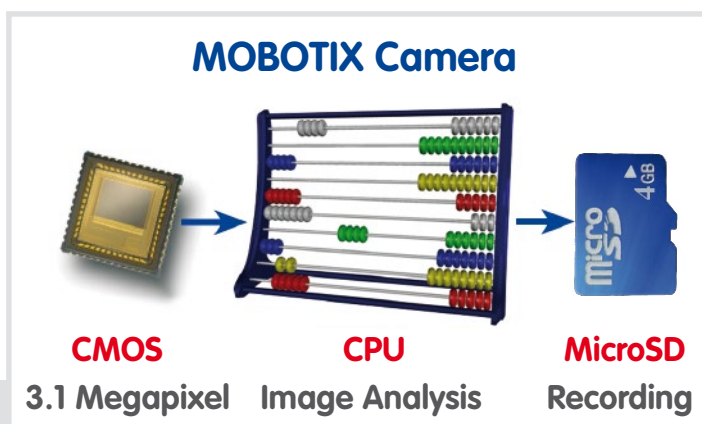 MOBOTIX Camera
4GB
micro
SD
CMOS CPU MicroSD
3.1 Megapixel Image Analysis Recording